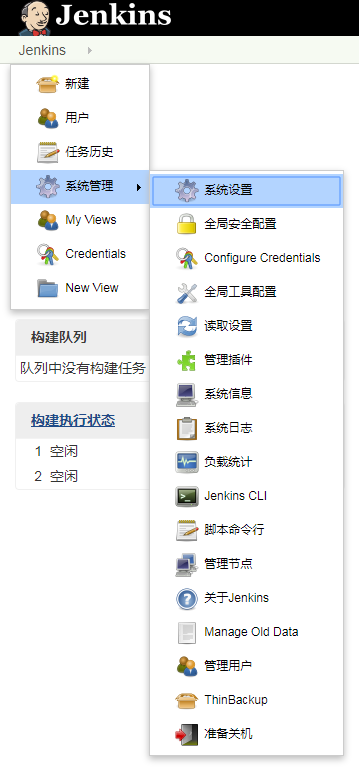 Jenkins
Jenkins
新建
用户
任务历史
系统管理
My Views
Credentials
New View
系统设置
全局安全配置
Configure Credentials
全局工具配置
读取设置
管理插件
系统信息
系统日志
负载统计
Jenkins CLI
脚本命令行
管理节点
关于Jenkins
Manage Old Data
管理用户
ThinBackup
准备关机
构建队列
队列中没有构建任务
构建执行状态
1 空闲
2 空闲